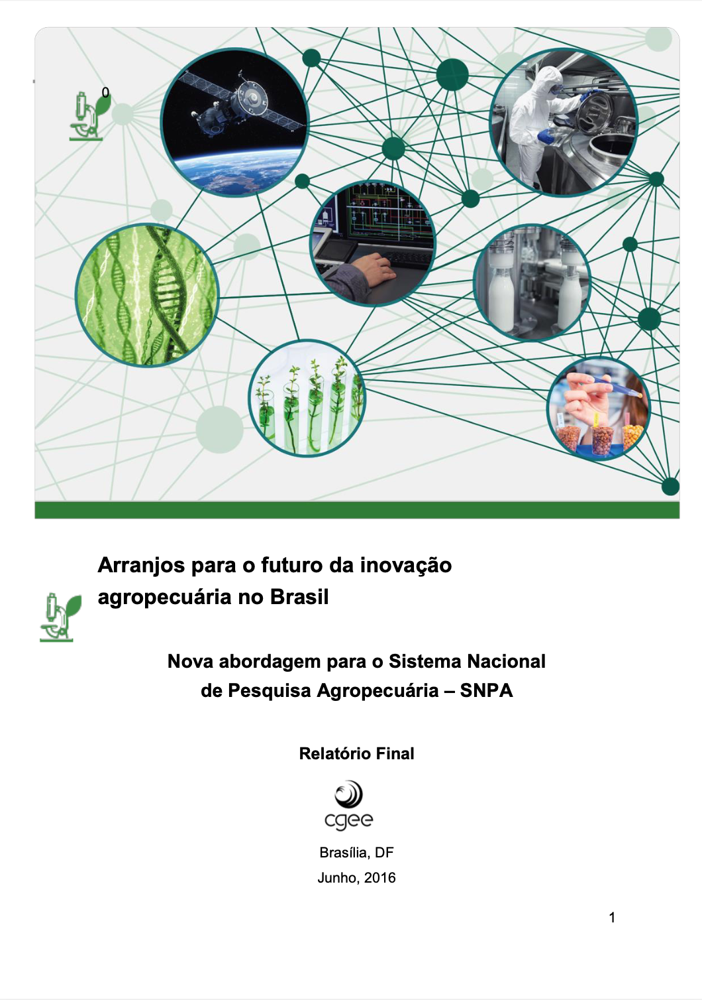 0
Arranjos para o futuro da inovação
agropecuária no Brasil
Nova abordagem para o Sistema Nacional
de Pesquisa Agropecuária – SNPA
Relatório Final
cgee
Brasília, DF
Junho, 2016
1